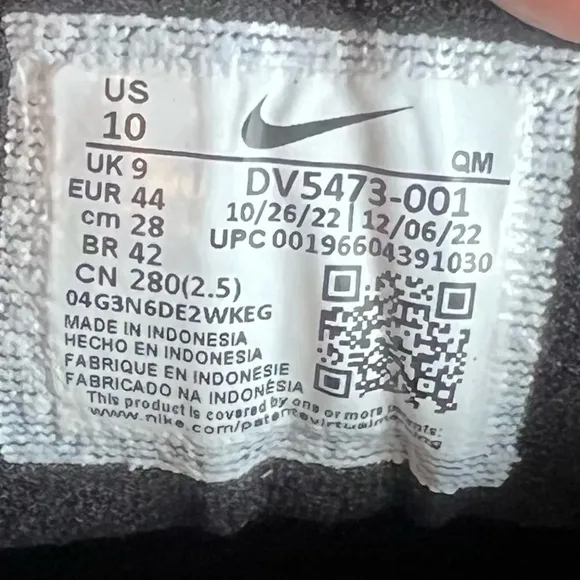 US
10
QM
UK 9
EUR 44
cm 28
BR 42
CN 280(2.5)
DV5473-001
10/26/22 | 12/06/22
UPC 00196604391030
04G3N6DE2WKEG
MADE IN INDONESIA
HECHO EN INDONESIA
FABRIQUE EN INDONESIE
FABRICADO NA INDONÉSIA
This product is covered by one or more patents:
www.nike.com/patentevirtualmarking